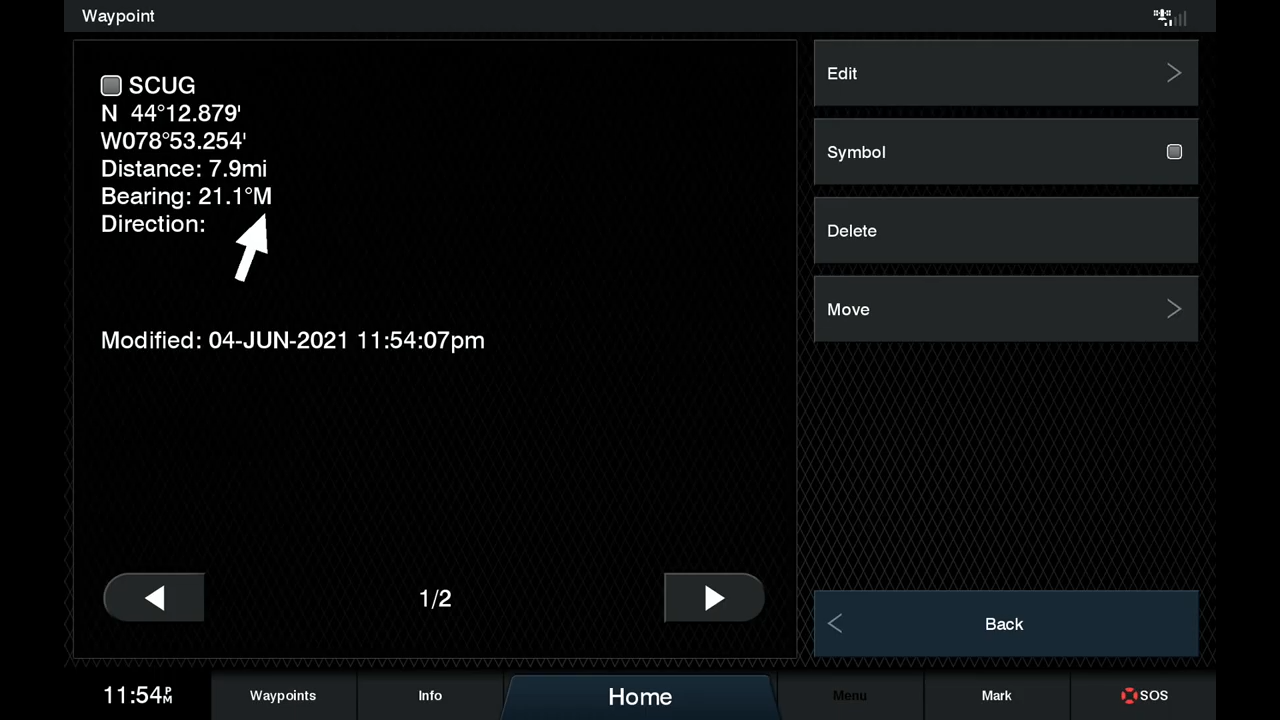 Waypoint
SCUG
N 44°12.879'
W078°53.254'
Distance: 7.9mi
Bearing: 21.1°M
Direction:
Modified: 04-JUN-2021 11:54:07pm
1/2
Edit
Symbol
Delete
Move
Back
11:54PM
Waypoints
Info
Home
Menu
Mark
SOS